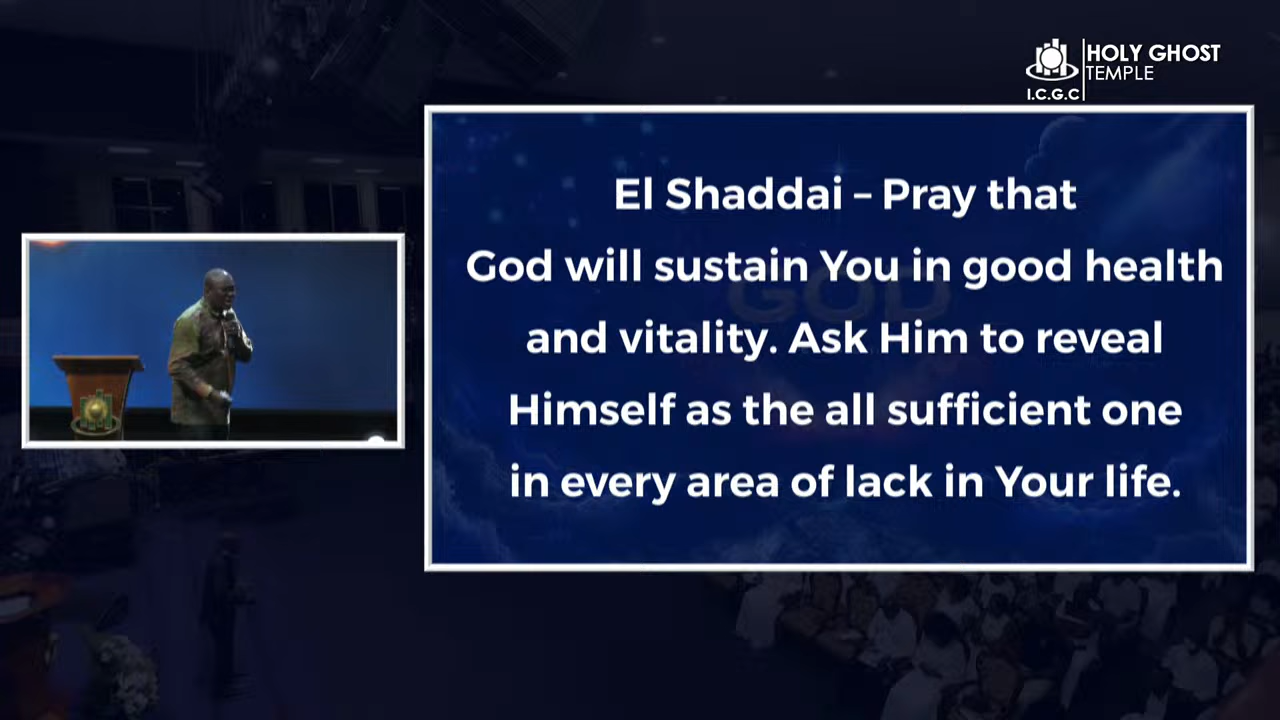 HOLY GHOST
TEMPLE
I.C.G.C
El Shaddai – Pray that
God will sustain You in good health
and vitality. Ask Him to reveal
Himself as the all sufficient one
in every area of lack in Your life.
GOD